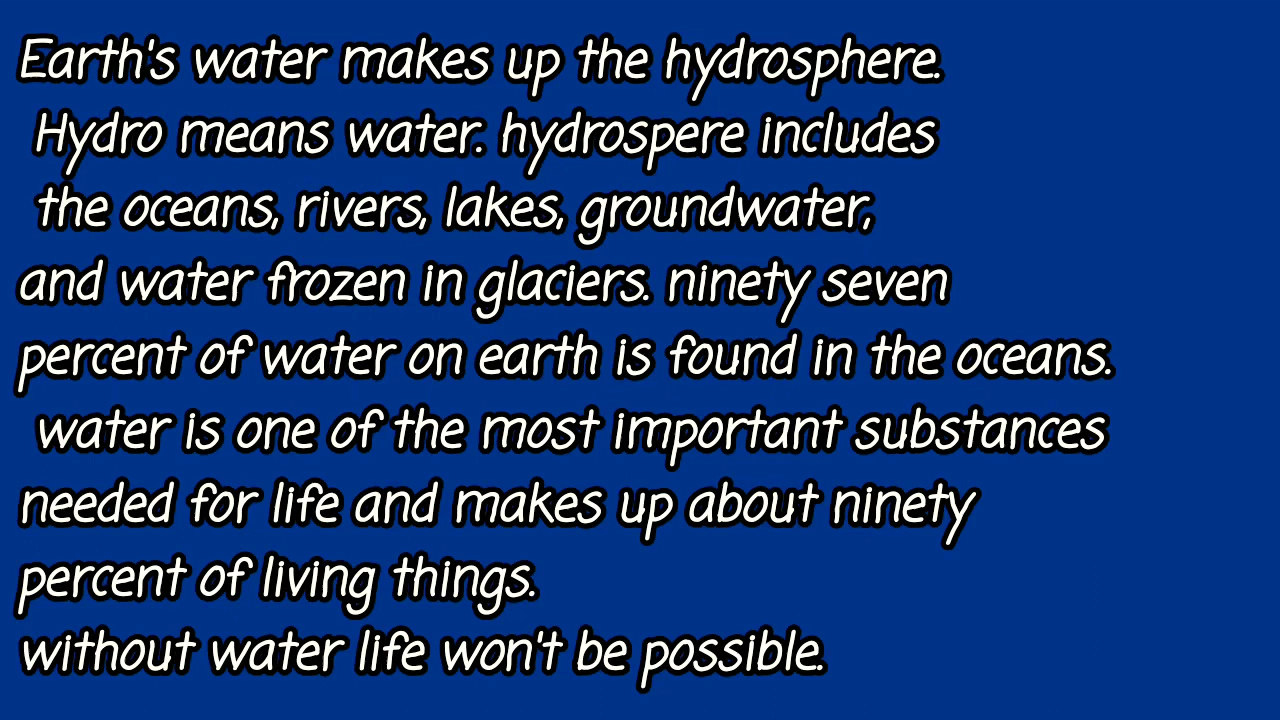 Earth's water makes up the hydrosphere.
Hydro means water. hydrospere includes
the oceans, rivers, lakes, groundwater,
and water frozen in glaciers. ninety seven
percent of water on earth is found in the oceans.
water is one of the most important substances
needed for life and makes up about ninety
percent of living things.
without water life won't be possible.